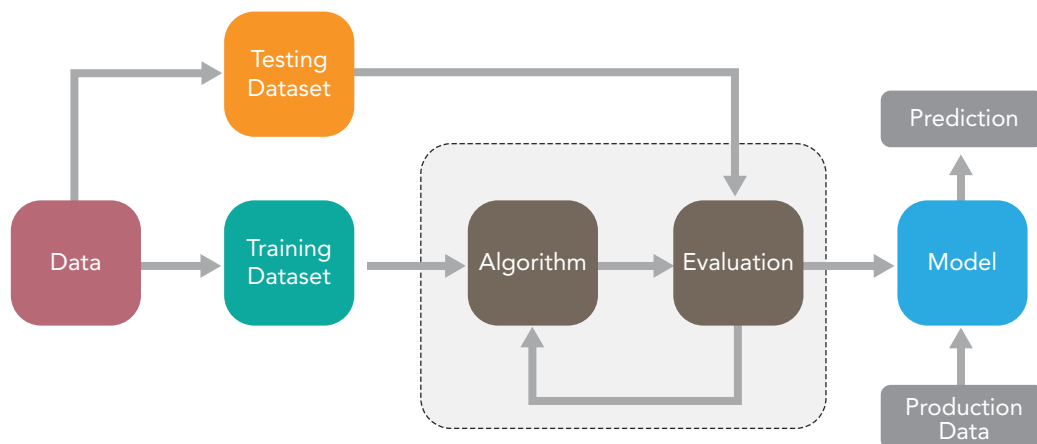 Testing
Dataset
Prediction
Data
Training
Dataset
Algorithm
Evaluation
Model
Production
Data